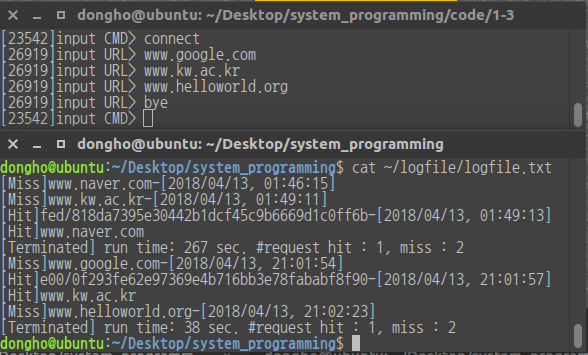 dongho@ubuntu: ~/Desktop/system_programming/code/1-3
[23542]input CMD> connect
[26919]input URL> www.google.com
[26919]input URL> www.kw.ac.kr
[26919]input URL> www.helloworld.org
[26919]input URL> bye
[23542]input CMD>
dongho@ubuntu: ~/Desktop/system_programming
dongho@ubuntu:~/Desktop/system_programming$ cat ~/logfile/logfile.txt
[Miss]www.naver.com-[2018/04/13, 01:46:15]
[Miss]www.kw.ac.kr-[2018/04/13, 01:49:11]
[Hit]fed/818da7395e30442b1dcf45c9b6669d1c0ff6b-[2018/04/13, 01:49:13]
[Hit]www.naver.com
[Terminated] run time: 267 sec. #request hit : 1, miss : 2
[Miss]www.google.com-[2018/04/13, 21:01:54]
[Hit]e00/0f293fe62e97369e4b716bb3e78fababf8f90-[2018/04/13, 21:01:57]
[Hit]www.kw.ac.kr
[Miss]www.helloworld.org-[2018/04/13, 21:02:23]
[Terminated] run time: 38 sec. #request hit : 1, miss : 2
dongho@ubuntu:~/Desktop/system_programming$